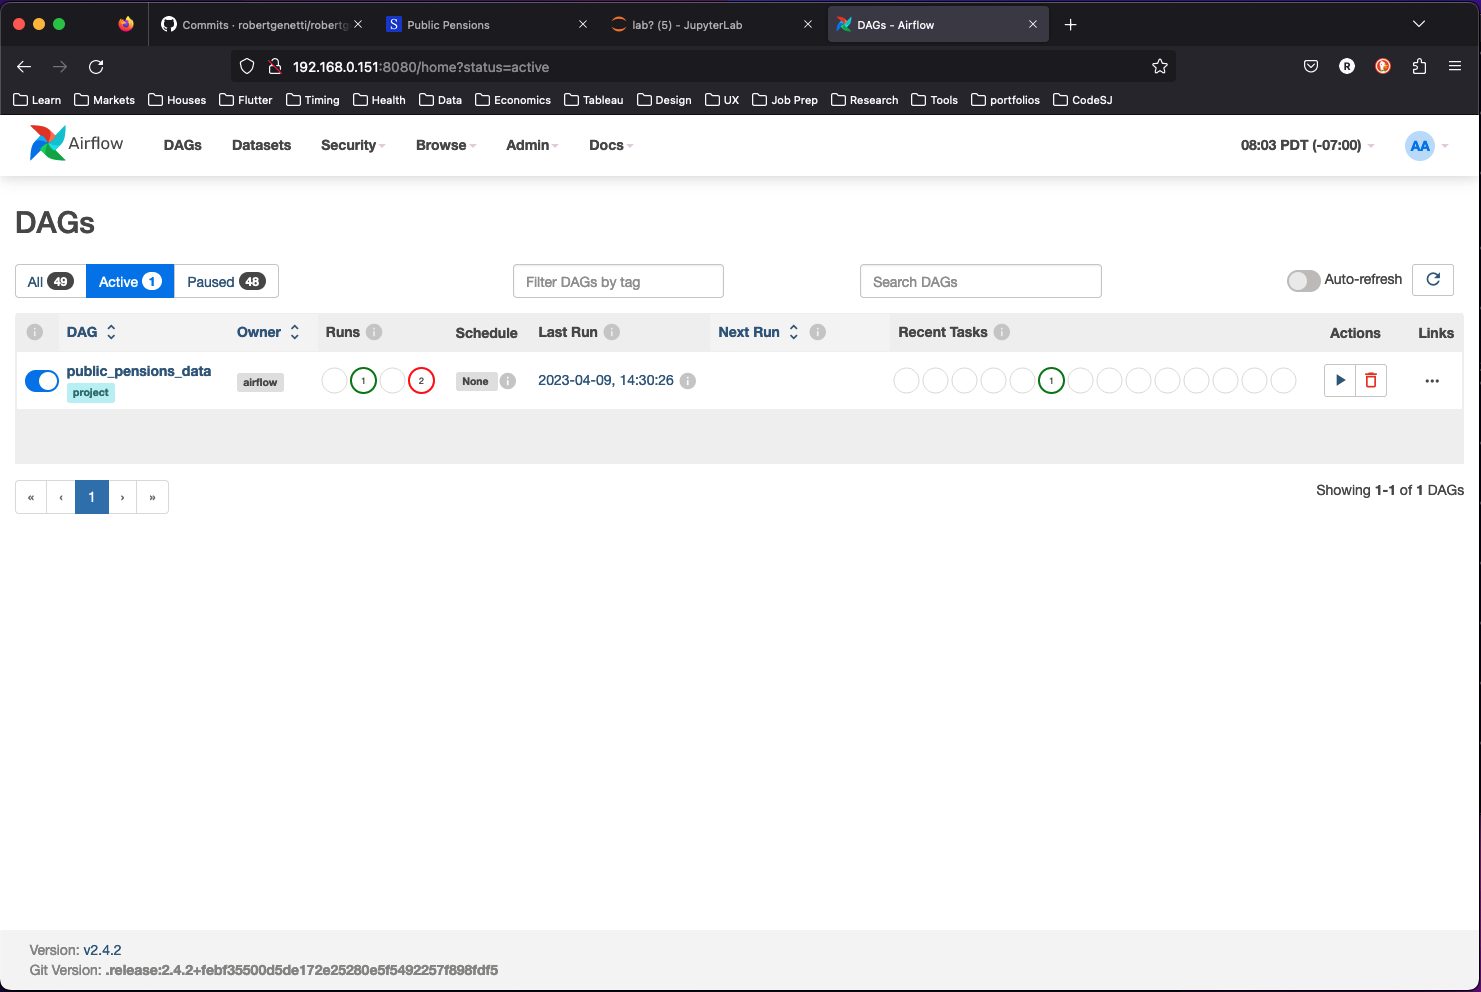 Commits · robertgenetti/robertg
S Public Pensions
lab? (5) - JupyterLab
DAGs - Airflow
192.168.0.151:8080/home?status=active
R
Learn Markets Houses Flutter Timing Health Data Economics Tableau Design UX Job Prep Research Tools portfolios CodeSJ
Airflow DAGs Datasets Security Browse Admin Docs 08:03 PDT (-07:00) AA
DAGs
All 49 Active 1 Paused 48 Filter DAGs by tag Search DAGs Auto-refresh
DAG Owner Runs Schedule Last Run Next Run Recent Tasks Actions Links
public_pensions_data
project
airflow 1 2 None 2023-04-09, 14:30:26 1
« ‹ 1 › »
Showing 1-1 of 1 DAGs
Version: v2.4.2
Git Version: .release:2.4.2+febf35500d5de172e25280e5f5492257f898fdf5